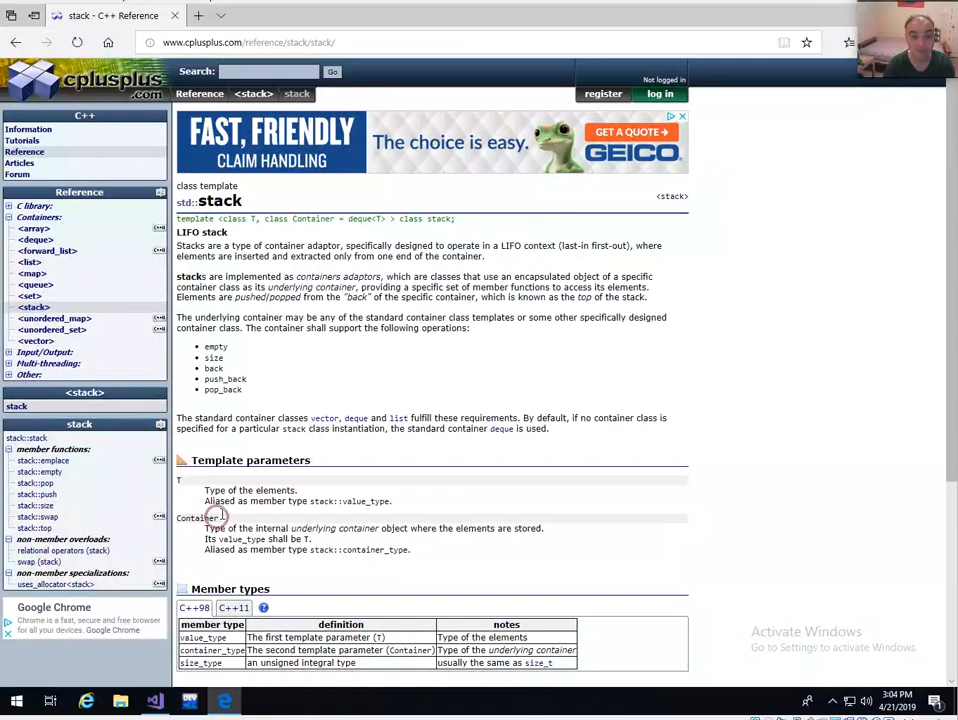 stack - C++ Reference
www.cplusplus.com/reference/stack/stack/
cplusplus
.com
Search:
Go
Not logged in
Reference
<stack>
stack
register
log in
C++
Information
Tutorials
Reference
Articles
Forum
Reference
C library:
Containers:
<array>
<deque>
<forward_list>
<list>
<map>
<queue>
<set>
<stack>
<unordered_map>
<unordered_set>
<vector>
Input/Output:
Multi-threading:
Other:
<stack>
stack
stack
stack::stack
member functions:
stack::emplace
stack::empty
stack::pop
stack::push
stack::size
stack::swap
stack::top
non-member overloads:
relational operators (stack)
swap (stack)
non-member specializations:
uses_allocator<stack>
Google Chrome
Chrome is a fast, secure and free browser
for all your devices. Google Chrome
FAST, FRIENDLY
CLAIM HANDLING
The choice is easy.
GET A QUOTE
GEICO
class template
<stack>
std::stack
template <class T, class Container = deque<T> > class stack;
LIFO stack
Stacks are a type of container adaptor, specifically designed to operate in a LIFO context (last-in first-out), where
elements are inserted and extracted only from one end of the container.
stacks are implemented as containers adaptors, which are classes that use an encapsulated object of a specific
container class as its underlying container, providing a specific set of member functions to access its elements.
Elements are pushed/popped from the "back" of the specific container, which is known as the top of the stack.
The underlying container may be any of the standard container class templates or some other specifically designed
container class. The container shall support the following operations:
empty
size
back
push_back
pop_back
The standard container classes vector, deque and list fulfill these requirements. By default, if no container class is
specified for a particular stack class instantiation, the standard container deque is used.
Template parameters
T
Type of the elements.
Aliased as member type stack::value_type.
Container
Type of the internal underlying container object where the elements are stored.
Its value_type shall be T.
Aliased as member type stack::container_type.
Member types
C++98 C++11 ?
member type definition notes
value_type The first template parameter (T) Type of the elements
container_type The second template parameter (Container) Type of the underlying container
size_type an unsigned integral type usually the same as size_t
Activate Windows
Go to Settings to activate Windows.
DEV
3:04 PM
4/21/2019